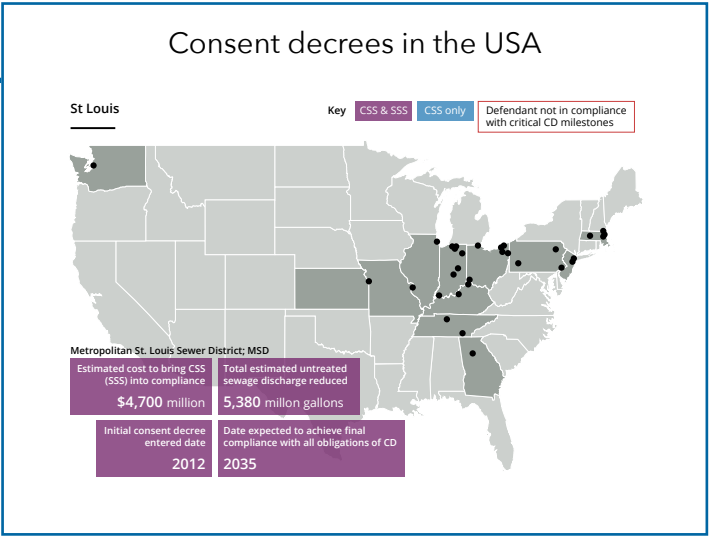 Consent decrees in the USA
St Louis
Key
CSS & SSS
CSS only
Defendant not in compliance
with critical CD milestones
Metropolitan St. Louis Sewer District; MSD
Estimated cost to bring CSS
(SSS) into compliance
$4,700 million
Total estimated untreated
sewage discharge reduced
5,380 millon gallons
Initial consent decree
entered date
2012
Date expected to achieve final
compliance with all obligations of CD
2035